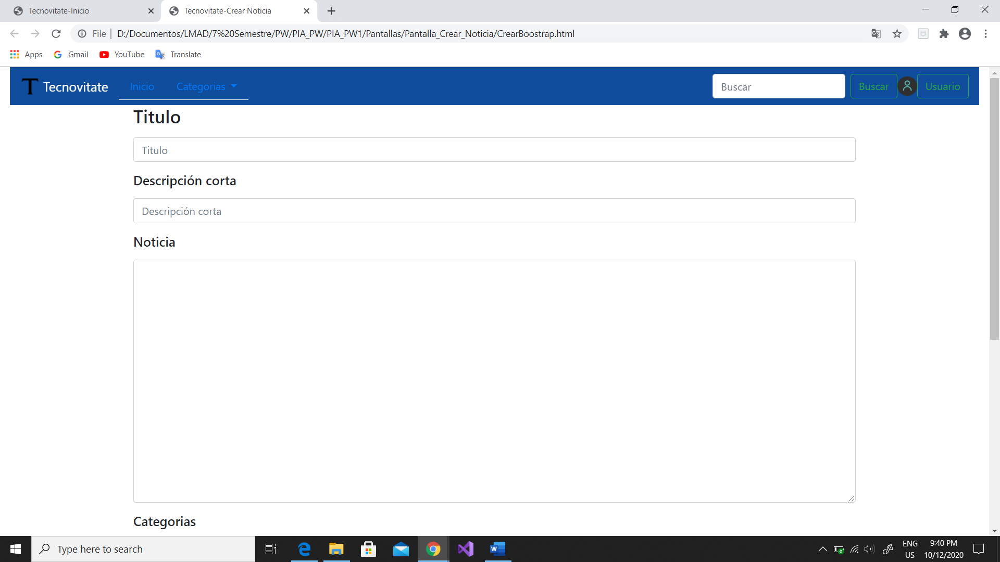 Tecnovitate-Inicio
Tecnovitate-Crear Noticia
File | D:/Documentos/LMAD/7%20Semestre/PW/PIA_PW/PIA_PW1/Pantallas/Pantalla_Crear_Noticia/CrearBoostrap.html
Apps Gmail YouTube Translate
T Tecnovitate Inicio Categorias Buscar Buscar Usuario
Titulo
Titulo
Descripción corta
Descripción corta
Noticia
Categorias
Type here to search
ENG
US
9:40 PM
10/12/2020